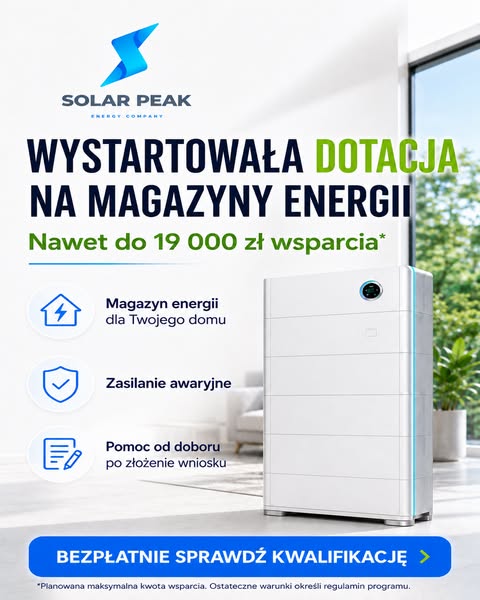 SOLAR PEAK
ENERGY COMPANY
WYSTARTOWAŁA DOTACJA
NA MAGAZYNY ENERGII
Nawet do 19 000 zł wsparcia*
Magazyn energii
dla Twojego domu
Zasilanie awaryjne
Pomoc od doboru
po złożenie wniosku
BEZPŁATNIE SPRAWDŹ KWALIFIKACJĘ >
*Planowana maksymalna kwota wsparcia. Ostateczne warunki określi regulamin programu.